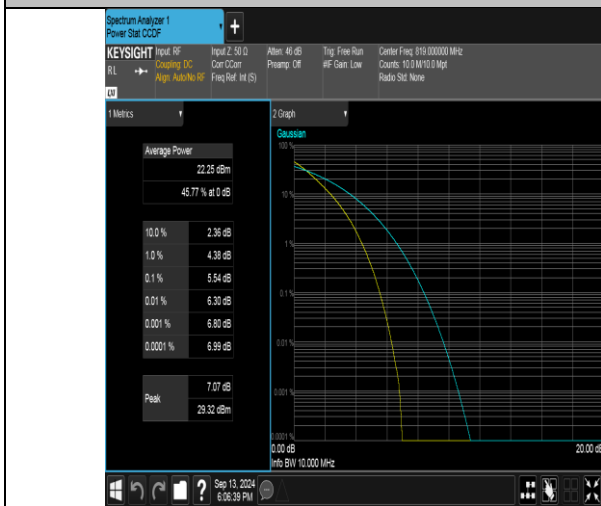 Spectrum Analyzer 1
Power Stat CCDF
+
KEYSIGHT Input: RF Input Z: 50 Ω Atten: 46 dB Trig: Free Run Center Freq: 819.000000 MHz
RL Coupling: DC Corr CCorr Preamp: Off #IF Gain: Low Counts: 10.0 M/10.0 Mpt
Align: Auto/No RF Freq Ref: Int (S) Radio Std: None
1 Metrics
Average Power
22.25 dBm
45.77 % at 0 dB
10.0 % 2.36 dB
1.0 % 4.38 dB
0.1 % 5.54 dB
0.01 % 6.30 dB
0.001 % 6.80 dB
0.0001 % 6.99 dB
Peak 7.07 dB
29.32 dBm
2 Graph
Gaussian
100 %
10 %
1 %
0.1 %
0.01 %
0.001 %
0.0001 %
0.00 dB 20.00 dB
Info BW 10.000 MHz
? Sep 13, 2024
6:06:39 PM